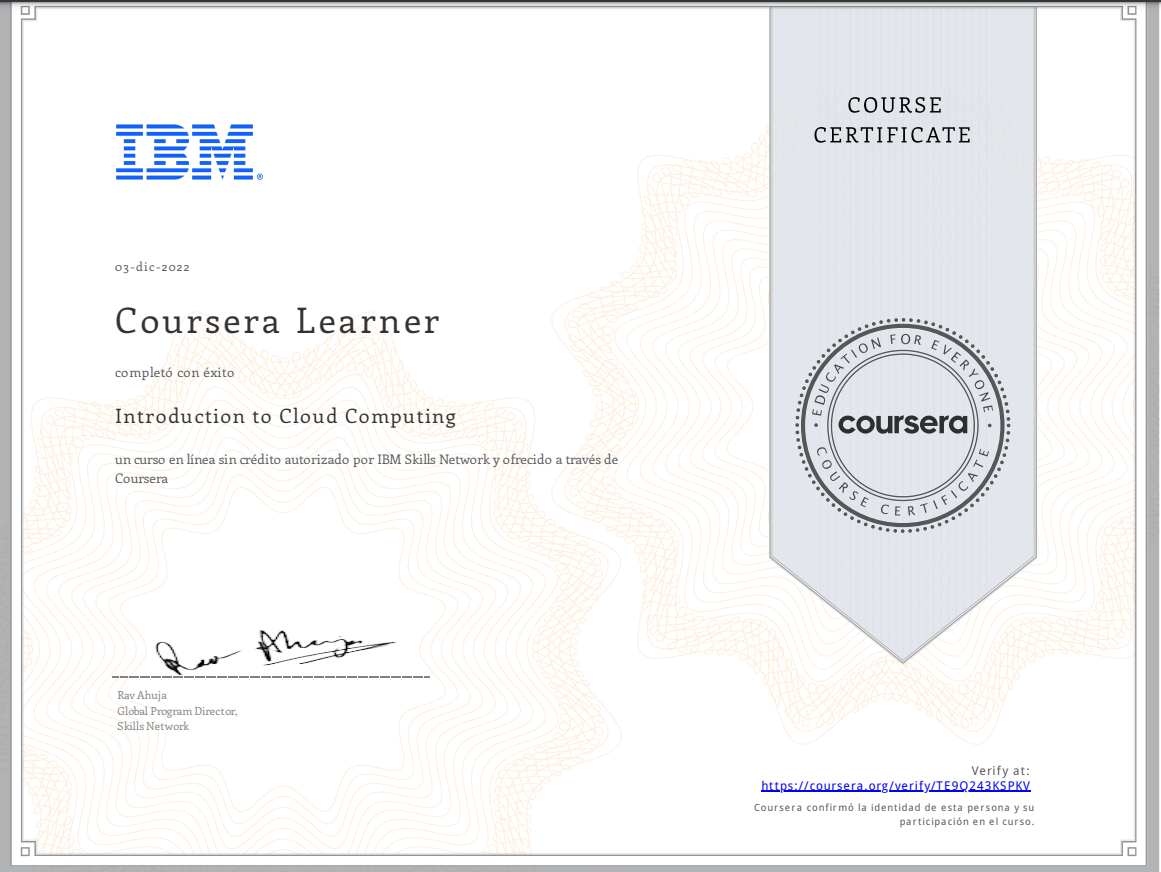 COURSE
CERTIFICATE
IBM®
03-dic-2022
Coursera Learner
completó con éxito
Introduction to Cloud Computing
un curso en línea sin crédito autorizado por IBM Skills Network y ofrecido a través de
Coursera
EDUCATION FOR EVERYONE
coursera
COURSE CERTIFICATE
Rav Ahuja
Rav Ahuja
Global Program Director,
Skills Network
Verify at:
https://coursera.org/verify/TE9Q243KSPKV
Coursera confirmó la identidad de esta persona y su
participación en el curso.